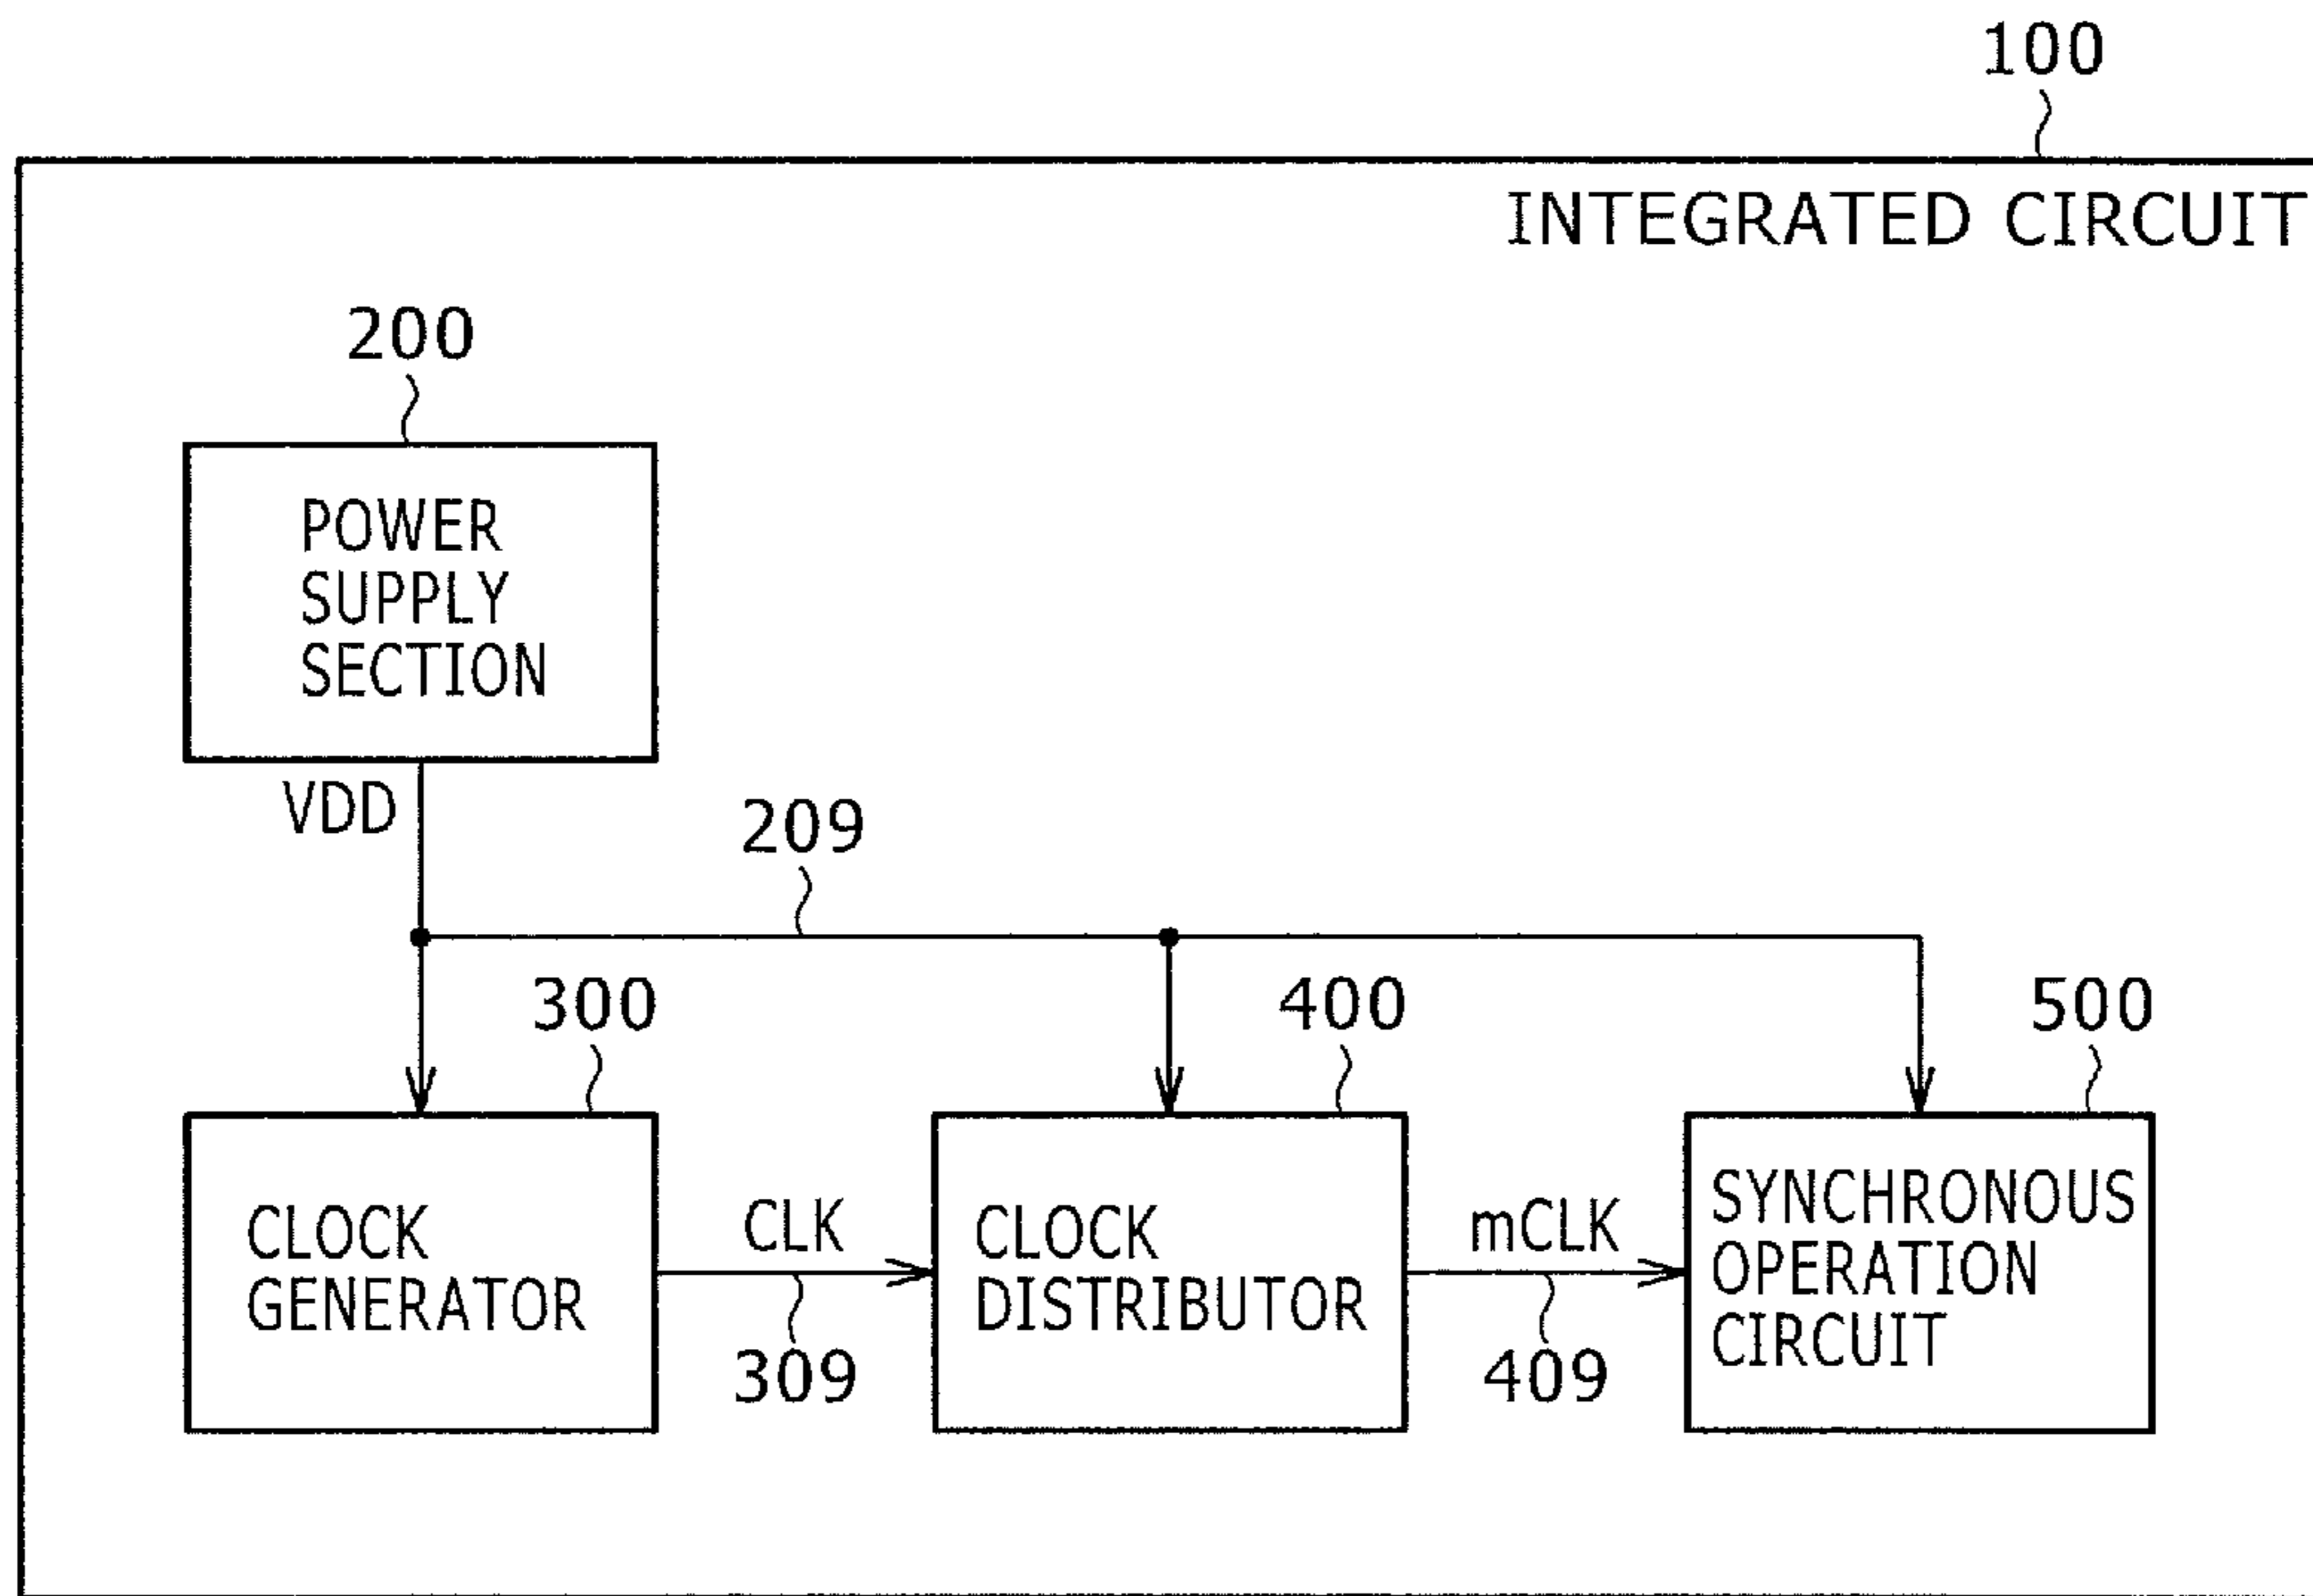 100
INTEGRATED CIRCUIT
200
POWER
SUPPLY
SECTION
VDD
209
300
400
500
CLOCK
GENERATOR
CLK
309
CLOCK
DISTRIBUTOR
mCLK
409
SYNCHRONOUS
OPERATION
CIRCUIT